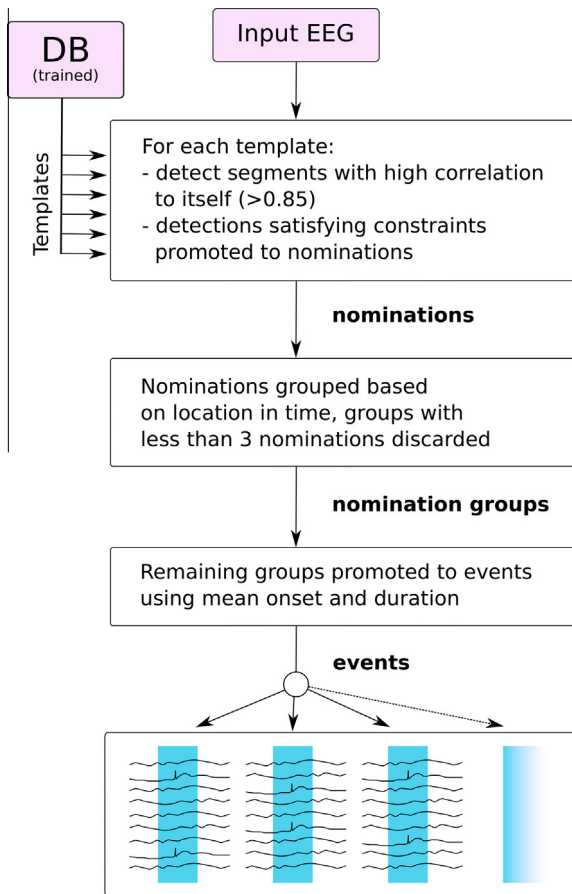 DB
(trained)
Input EEG
Templates
For each template:
- detect segments with high correlation
to itself (>0.85)
- detections satisfying constraints
promoted to nominations
nominations
Nominations grouped based
on location in time, groups with
less than 3 nominations discarded
nomination groups
Remaining groups promoted to events
using mean onset and duration
events